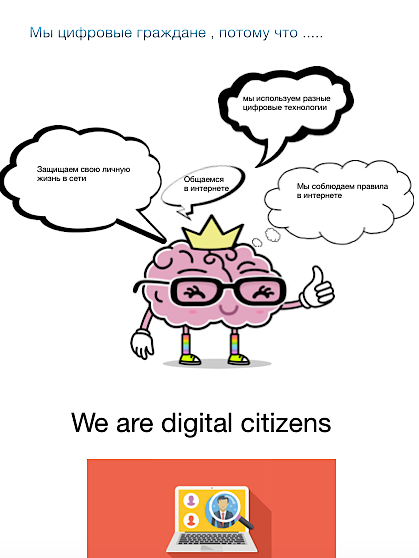 Мы цифровые граждане , потому что .....
мы используем разные
цифровые технологии
Защищаем свою личную
жизнь в сети
Общаемся
в интернете
Мы соблюдаем правила
в интернете
We are digital citizens